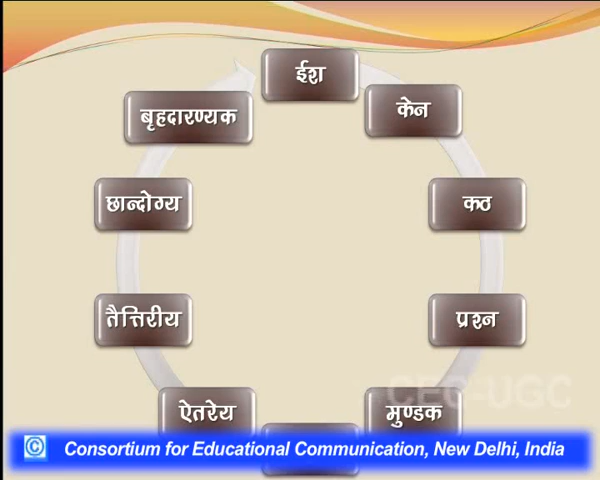 ईश
केन
कठ
प्रश्न
मुण्डक
ऐतरेय
तैत्तिरीय
छान्दोग्य
बृहदारण्यक
CEC-UGC
© Consortium for Educational Communication, New Delhi, India